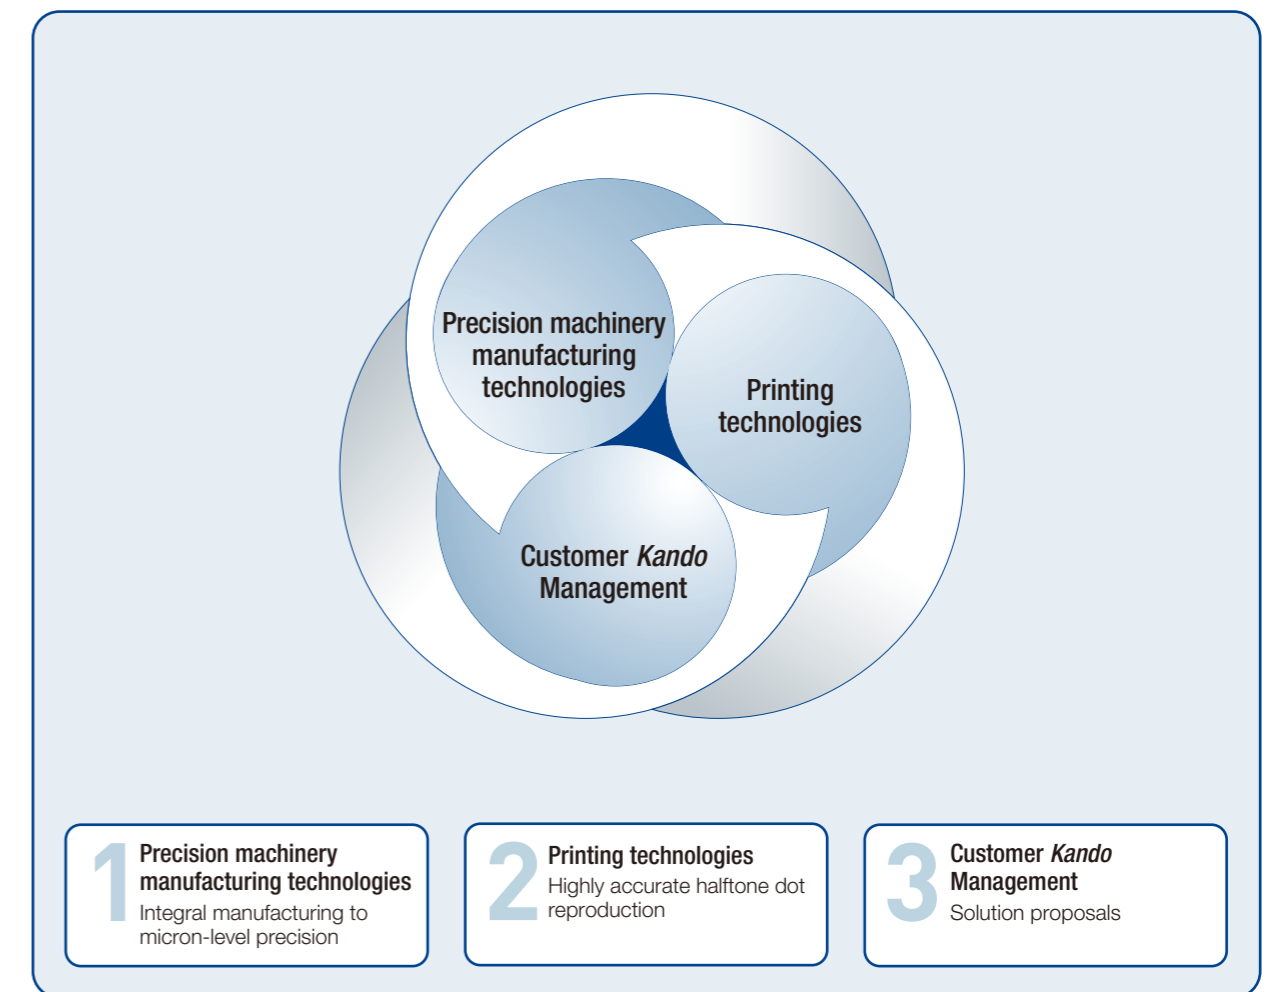 Precision machinery
manufacturing
technologies
Printing
technologies
Customer Kando
Management
1
Precision machinery
manufacturing technologies
Integral manufacturing to
micron-level precision
2
Printing technologies
Highly accurate halftone dot
reproduction
3
Customer Kando
Management
Solution proposals